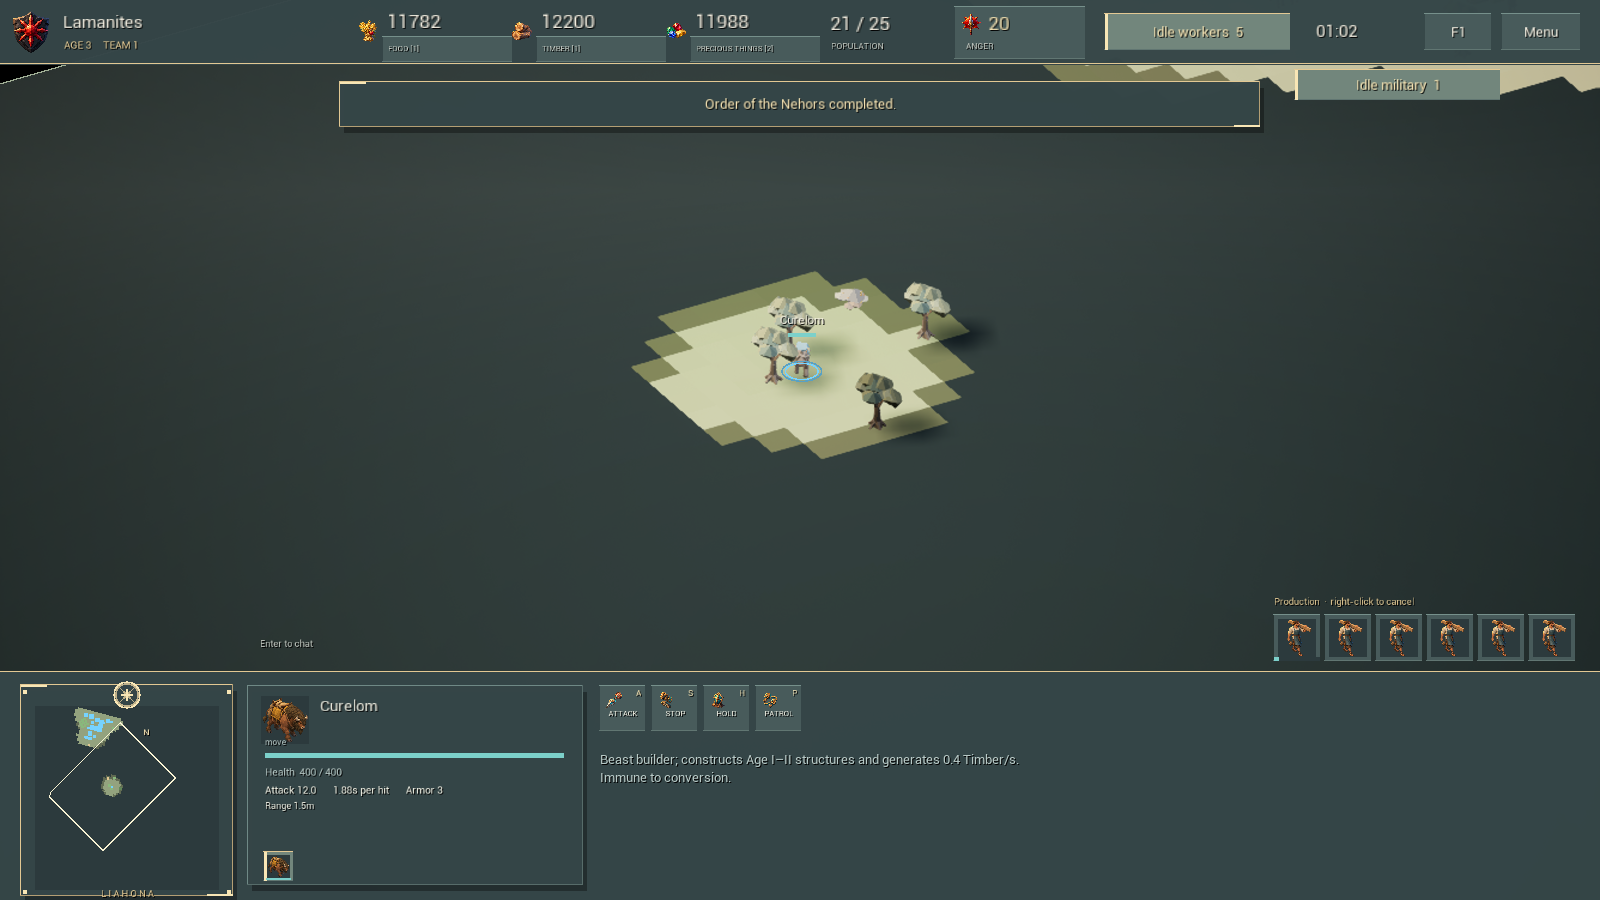 Lamanites
AGE 3 TEAM 1
11782
FOOD [1]
12200
TIMBER [1]
11988
PRECIOUS THINGS [2]
21 / 25
POPULATION
20
ANGER
Idle workers 5
01:02
F1
Menu
Idle military 1
Order of the Nehors completed.
Curelom
Production · right-click to cancel
Enter to chat
N
LIAHONA
Curelom
move
Health 400 / 400
Attack 12.0 1.88s per hit Armor 3
Range 1.5m
A
ATTACK
S
STOP
H
HOLD
P
PATROL
Beast builder; constructs Age I–II structures and generates 0.4 Timber/s.
Immune to conversion.